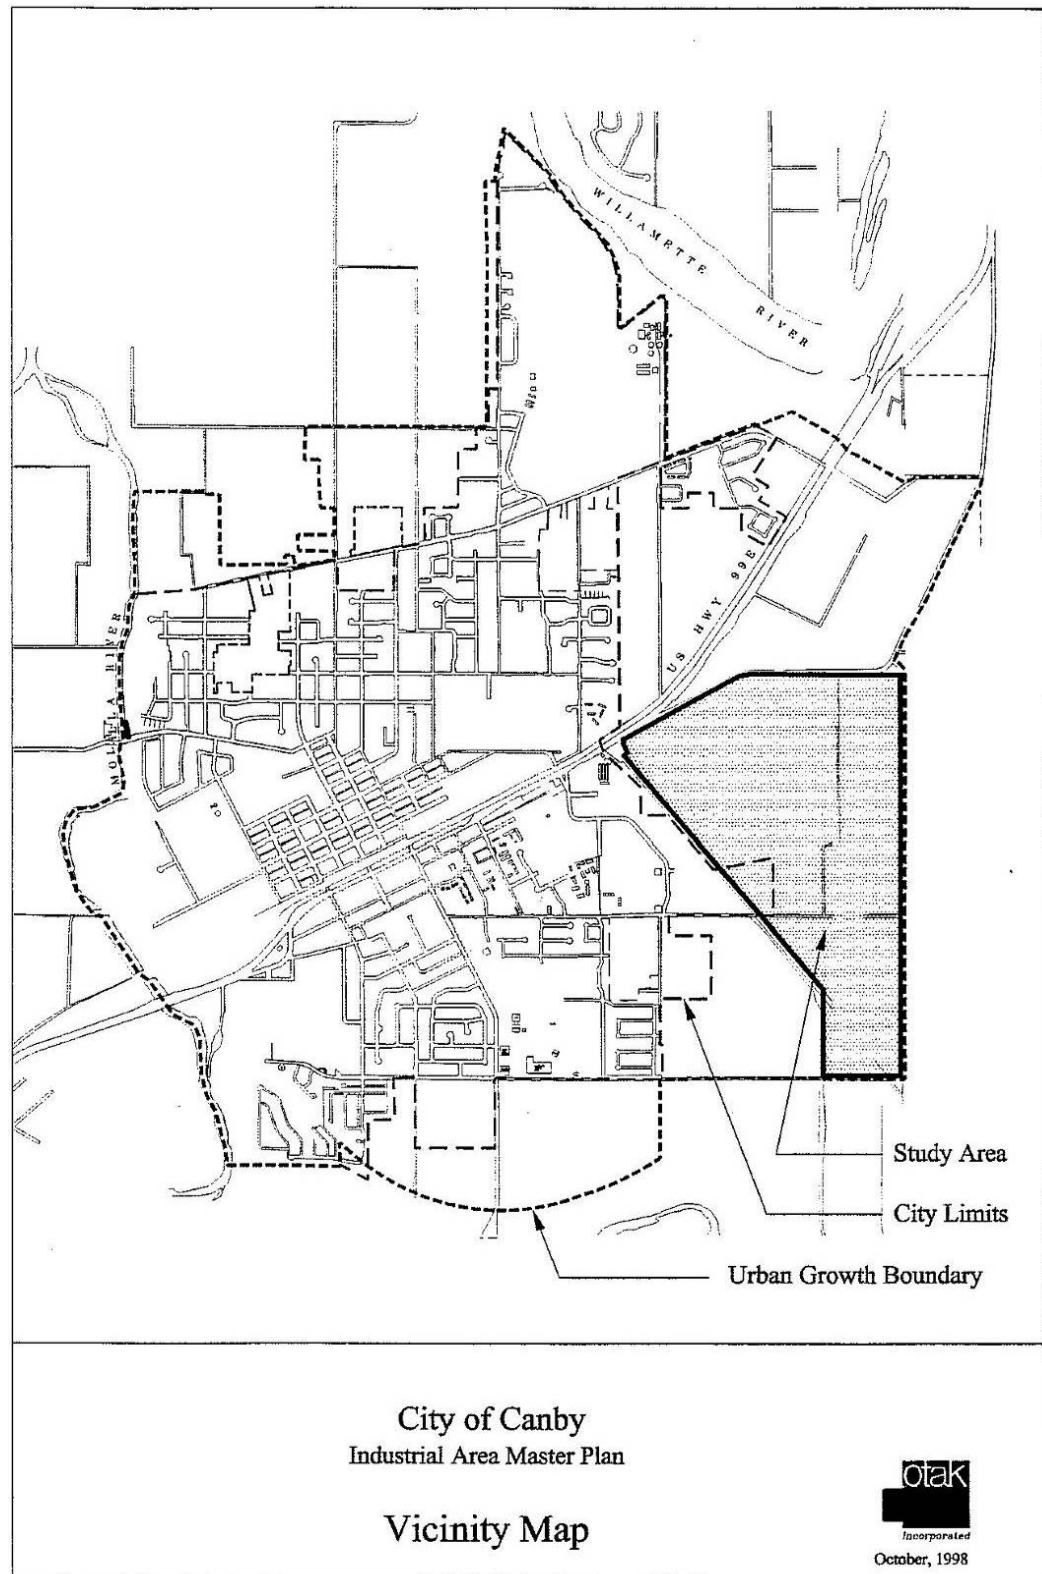 WILLAMETTE
RIVER
US HWY 99E
MOLALLA RIVER
Study Area
City Limits
Urban Growth Boundary
City of Canby
Industrial Area Master Plan
Vicinity Map
otak
Incorporated
October, 1998